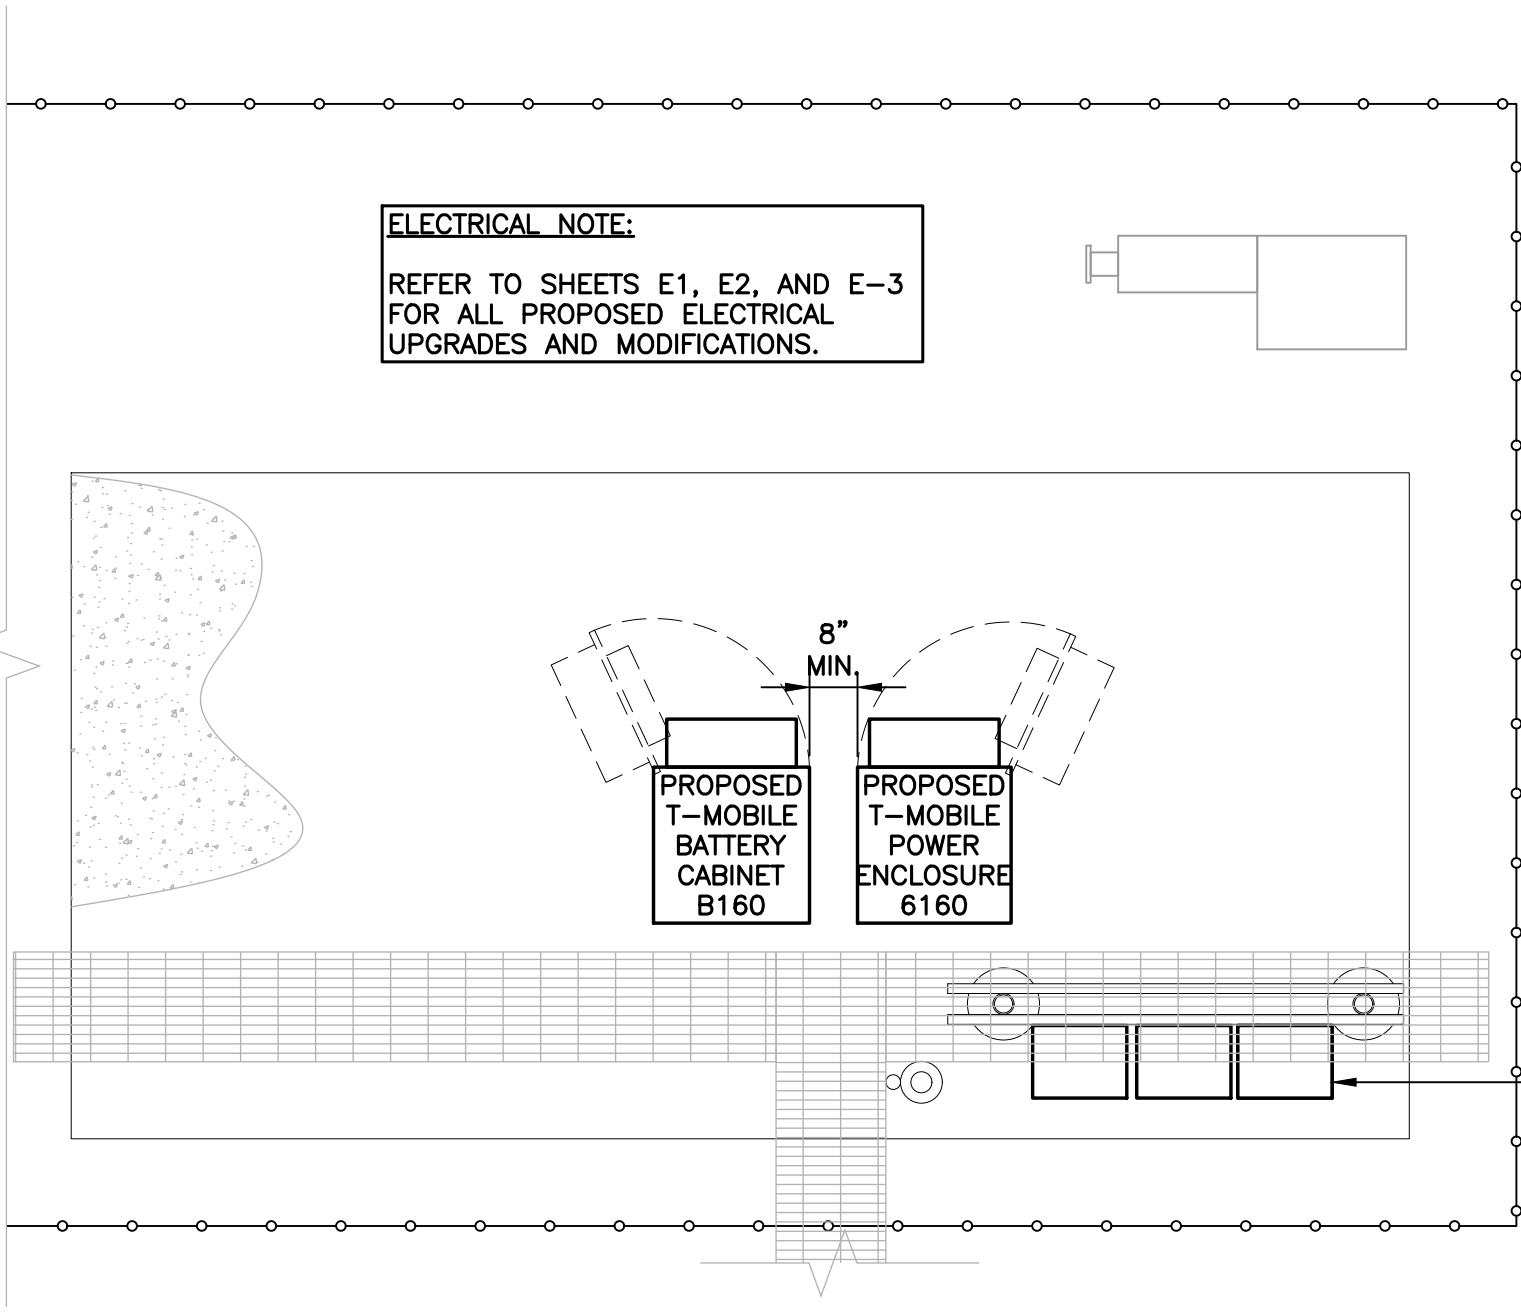 ELECTRICAL NOTE:
REFER TO SHEETS E1, E2, AND E-3
FOR ALL PROPOSED ELECTRICAL
UPGRADES AND MODIFICATIONS.
8"
MIN.
PROPOSED
T-MOBILE
BATTERY
CABINET
B160
PROPOSED
T-MOBILE
POWER
ENCLOSURE
6160